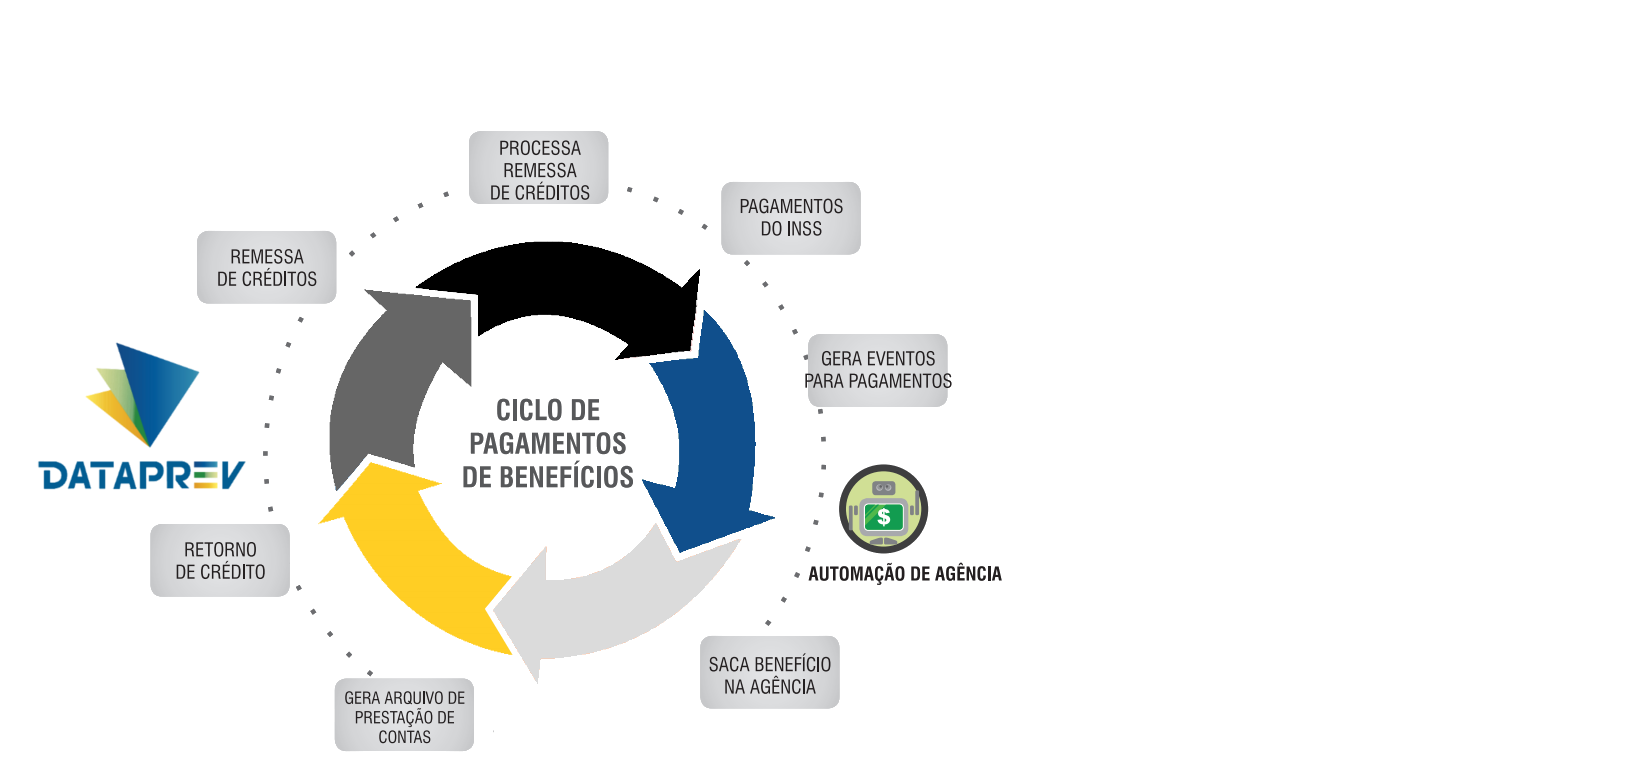 PROCESSA
REMESSA
DE CRÉDITOS
PAGAMENTOS
DO INSS
REMESSA
DE CRÉDITOS
GERA EVENTOS
PARA PAGAMENTOS
CICLO DE
PAGAMENTOS
DE BENEFÍCIOS
DATAPREV
$
AUTOMAÇÃO DE AGÊNCIA
RETORNO
DE CRÉDITO
SACA BENEFÍCIO
NA AGÊNCIA
GERA ARQUIVO DE
PRESTAÇÃO DE
CONTAS